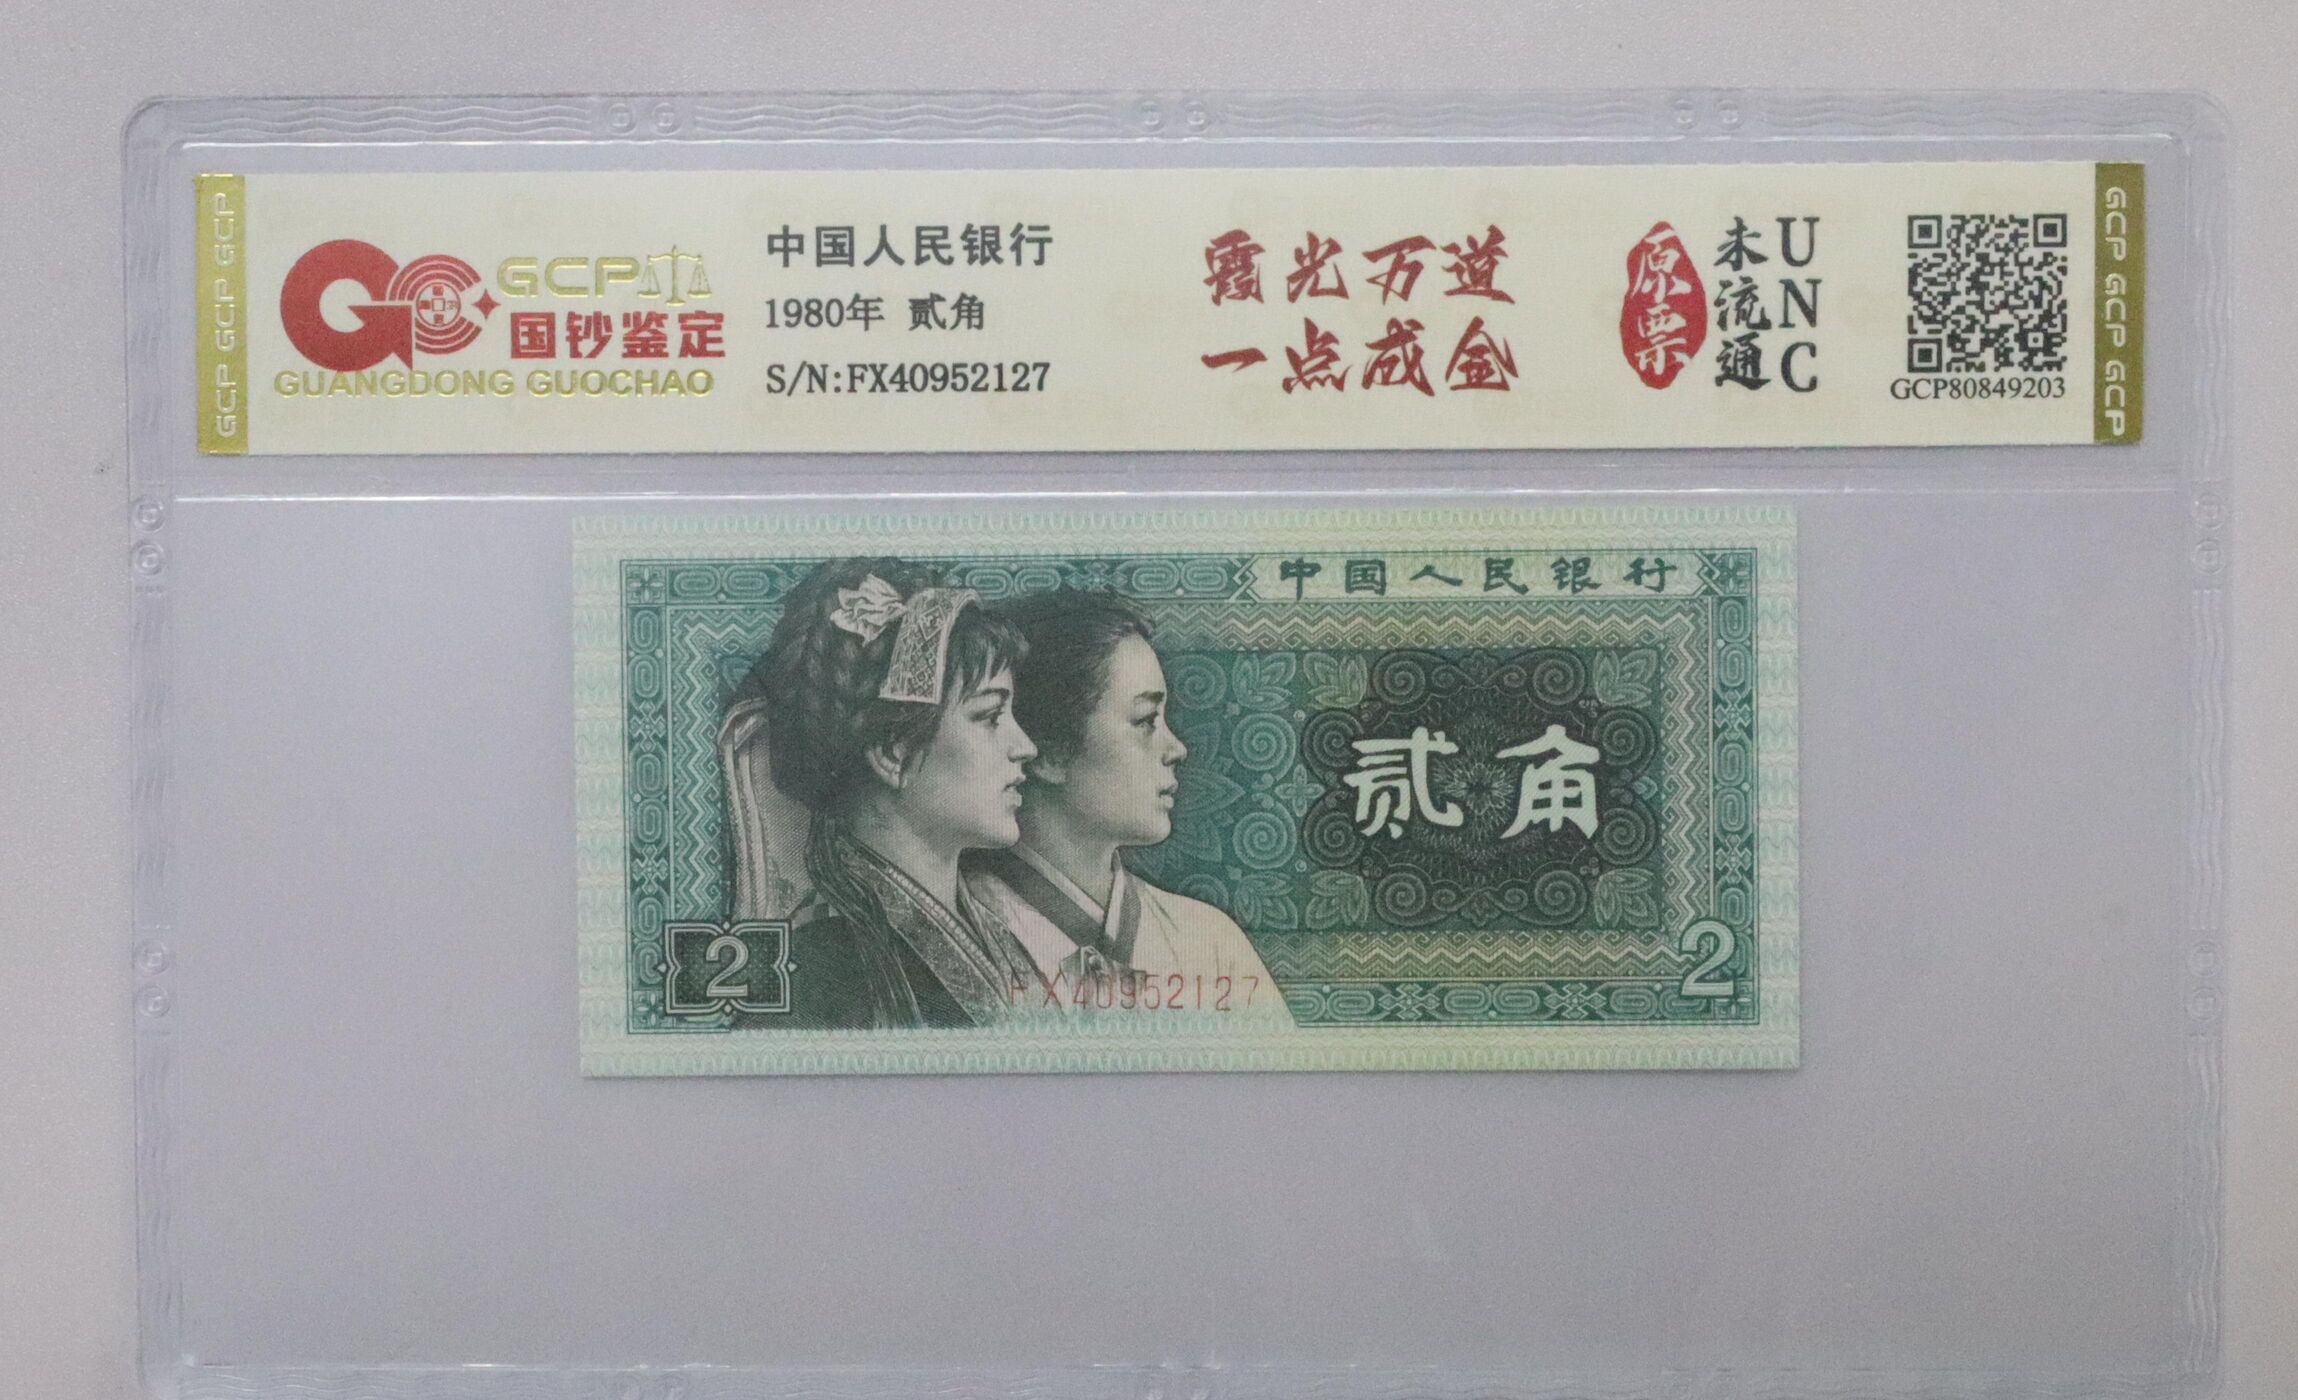 GCP
国钞鉴定
GUANGDONG GUOCHAO
中国人民银行
1980年 贰角
S/N:FX40952127
霞光万道
一点成金
原票
未流通
UNC
GCP80849203
GCP GCP GCP
GCP GCP GCP
中国人民银行
贰角
2
2
FX40952127